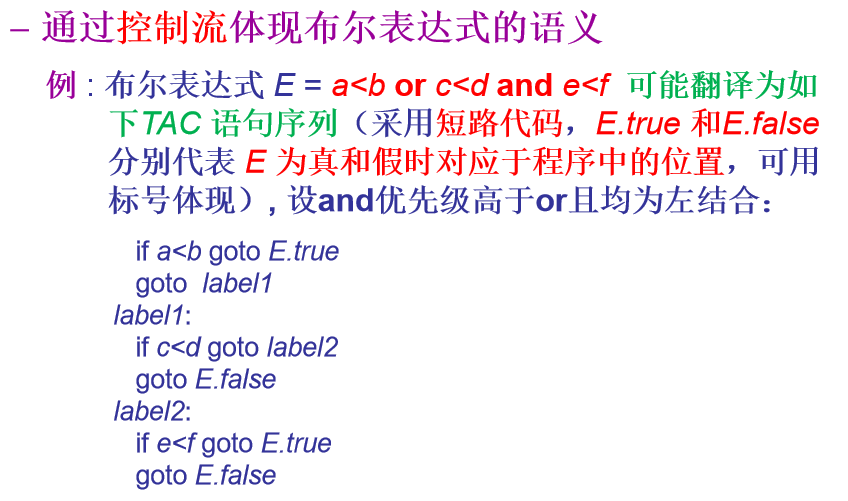 – 通过控制流体现布尔表达式的语义
例：布尔表达式 E = a<b or c<d and e<f 可能翻译为如
下TAC 语句序列（采用短路代码，E.true 和E.false
分别代表 E 为真和假时对应于程序中的位置，可用
标号体现）, 设and优先级高于or且均为左结合：
if a<b goto E.true
goto label1
label1:
if c<d goto label2
goto E.false
label2:
if e<f goto E.true
goto E.false